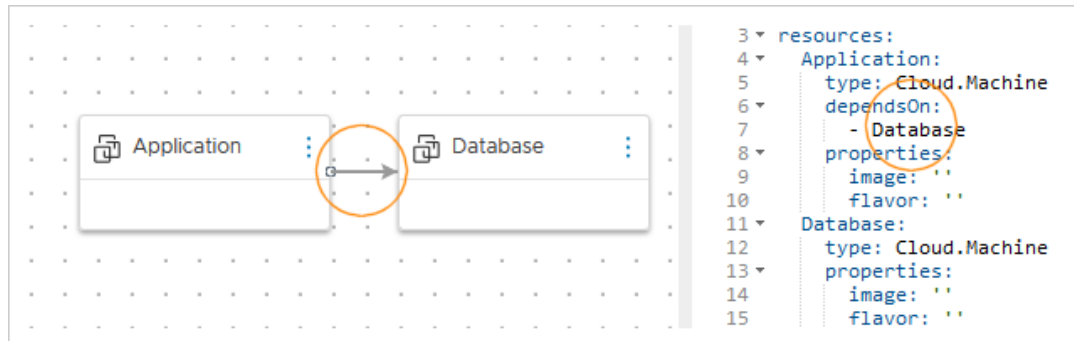 Application
Database
3 resources:
4 Application:
5 type: Cloud.Machine
6 dependsOn:
7 - Database
8 properties:
9 image: ''
10 flavor: ''
11 Database:
12 type: Cloud.Machine
13 properties:
14 image: ''
15 flavor: ''